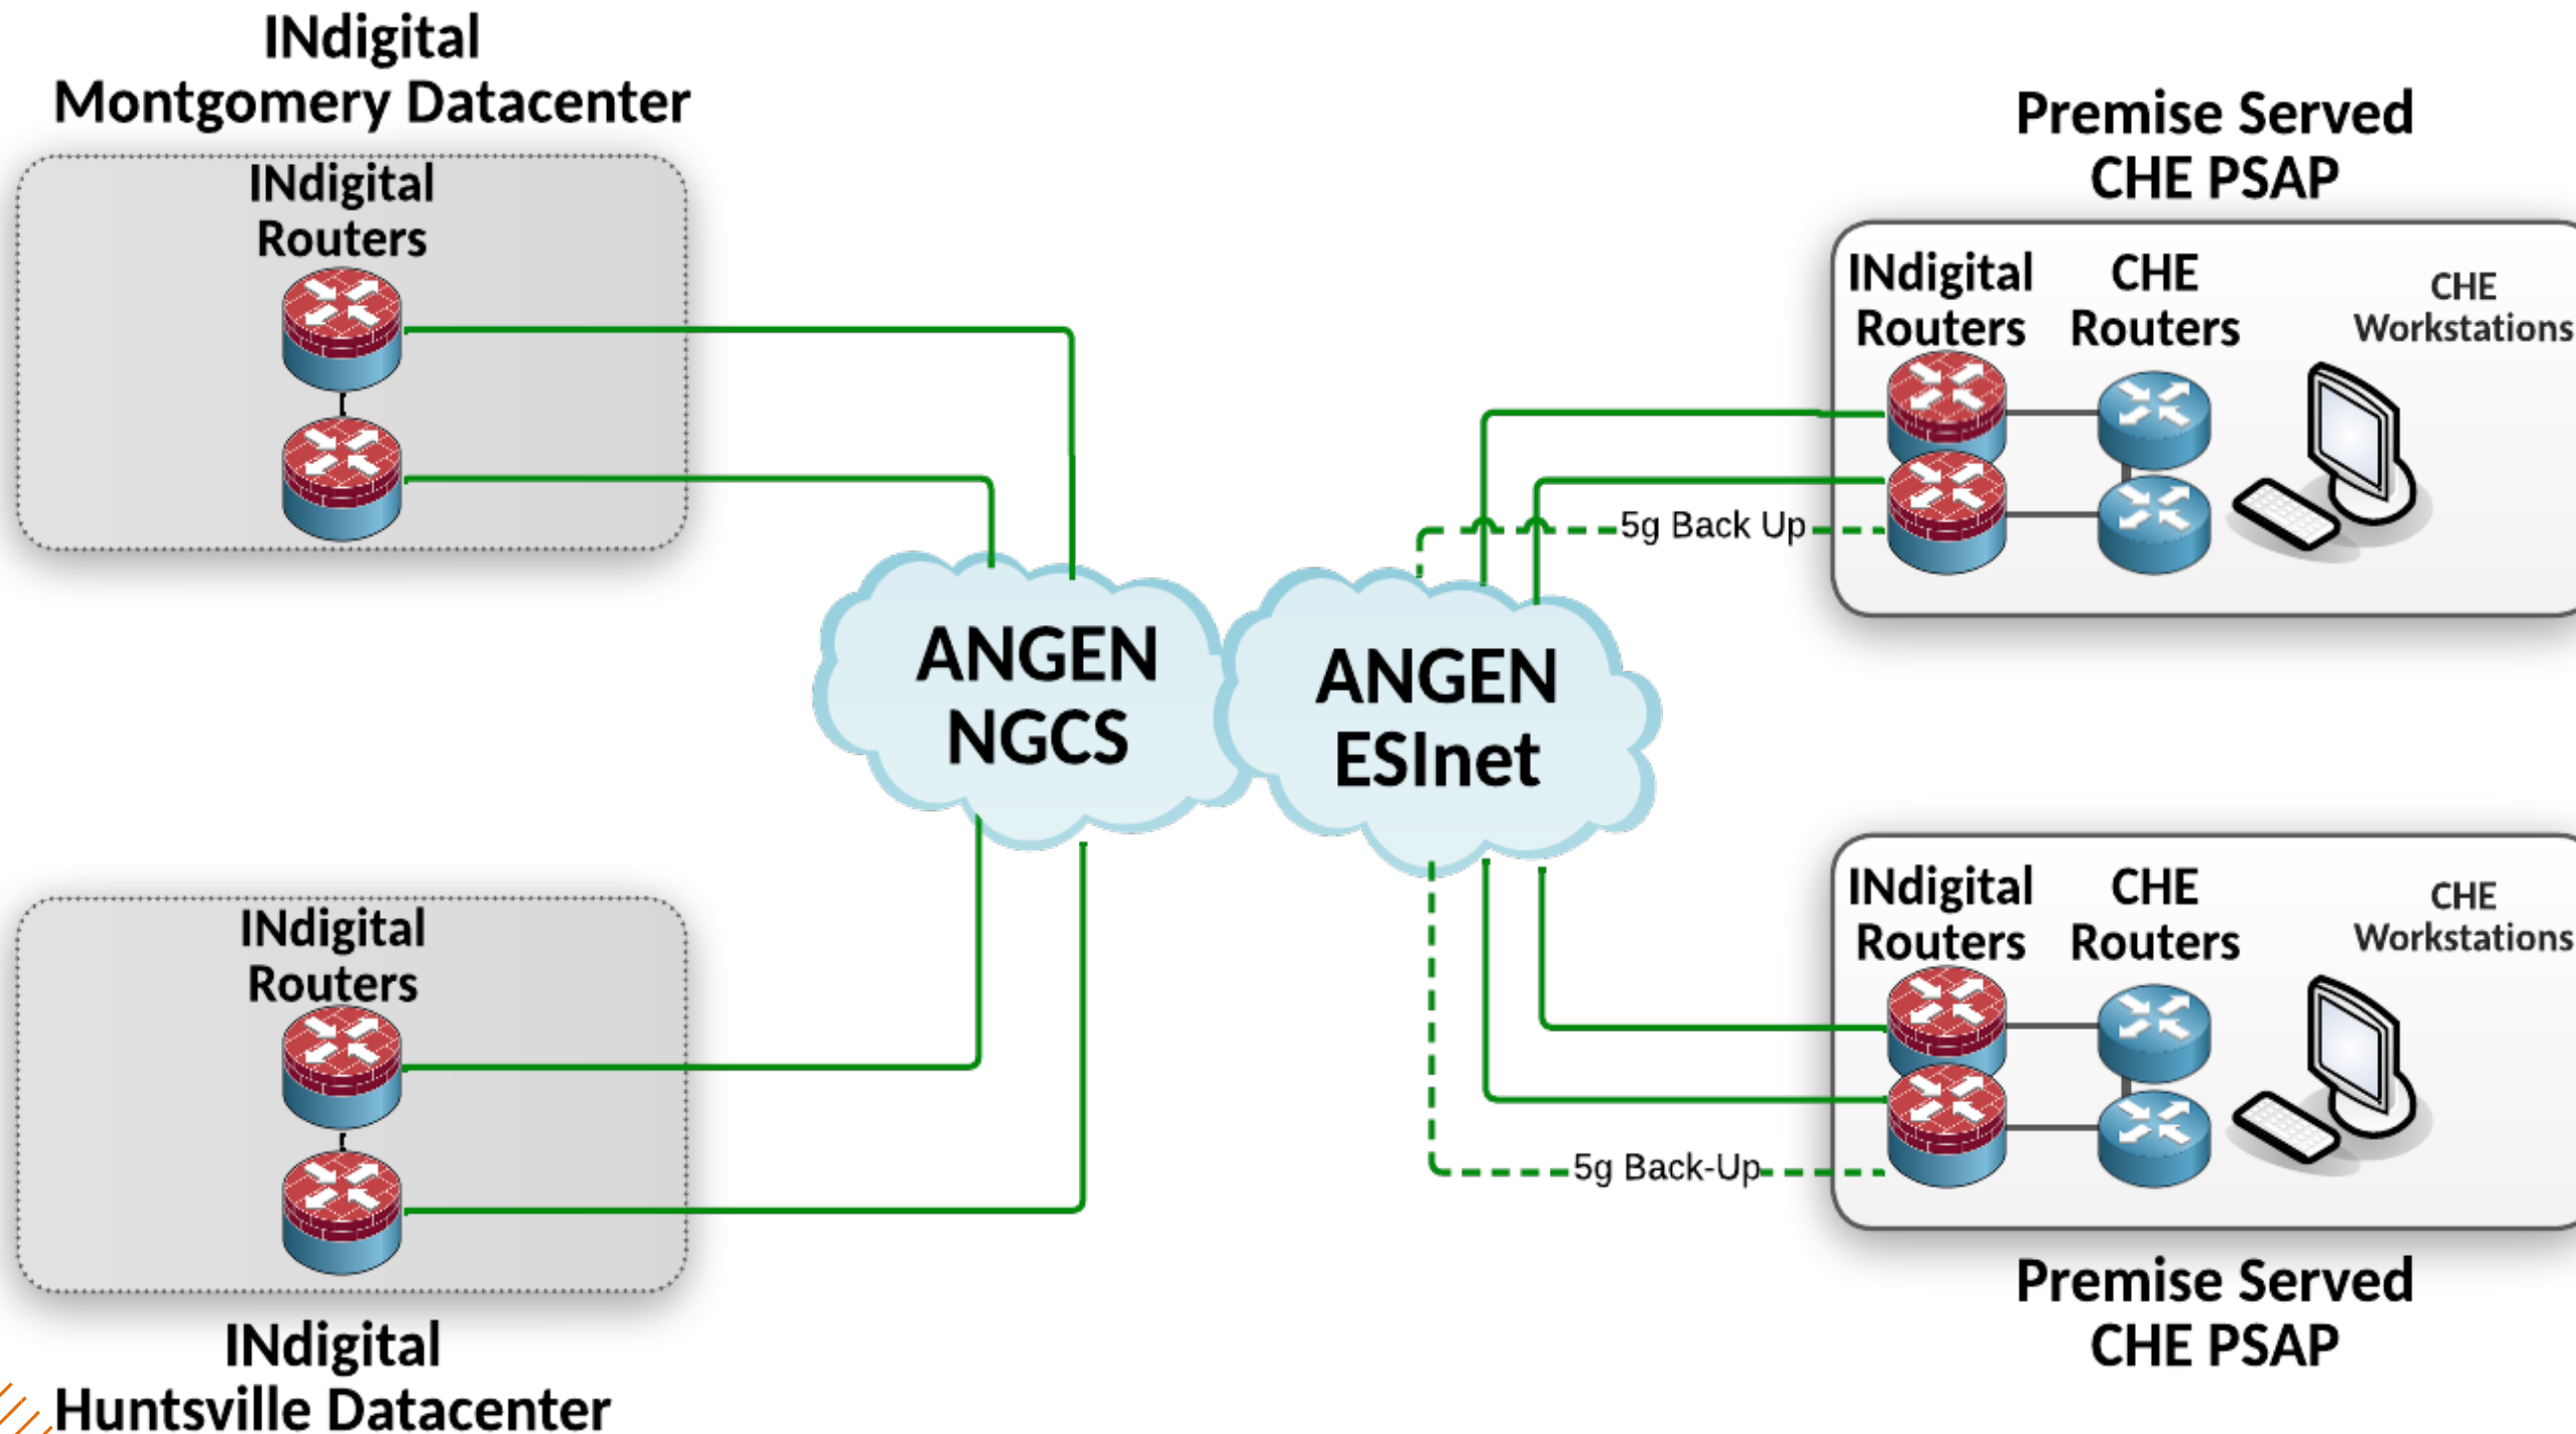 INdigital
Montgomery Datacenter
INdigital
Routers
Premise Served
CHE PSAP
INdigital
Routers
CHE
Routers
CHE
Workstations
5g Back Up
ANGEN
NGCS
ANGEN
ESInet
INdigital
Routers
INdigital
Routers
CHE
Routers
CHE
Workstations
5g Back-Up
Premise Served
CHE PSAP
INdigital
Huntsville Datacenter